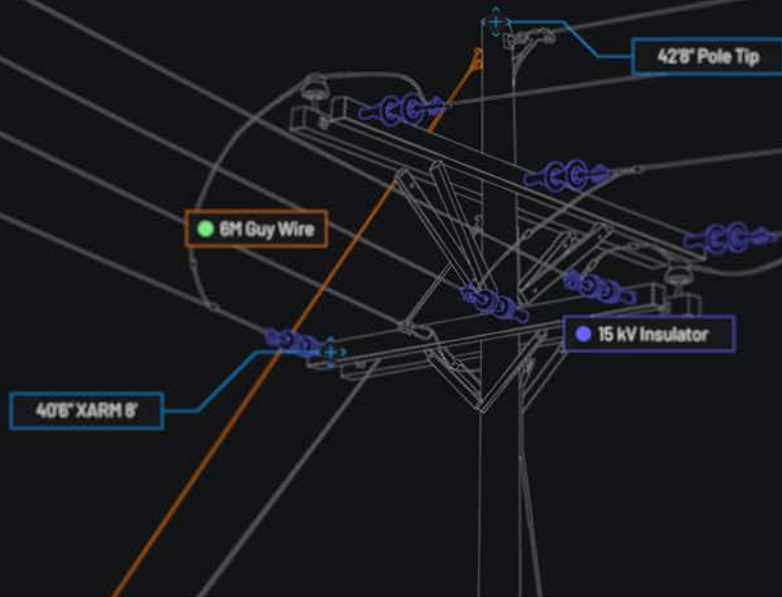 42'8" Pole Tip
6M Guy Wire
15 kV Insulator
40'6" XARM 8'